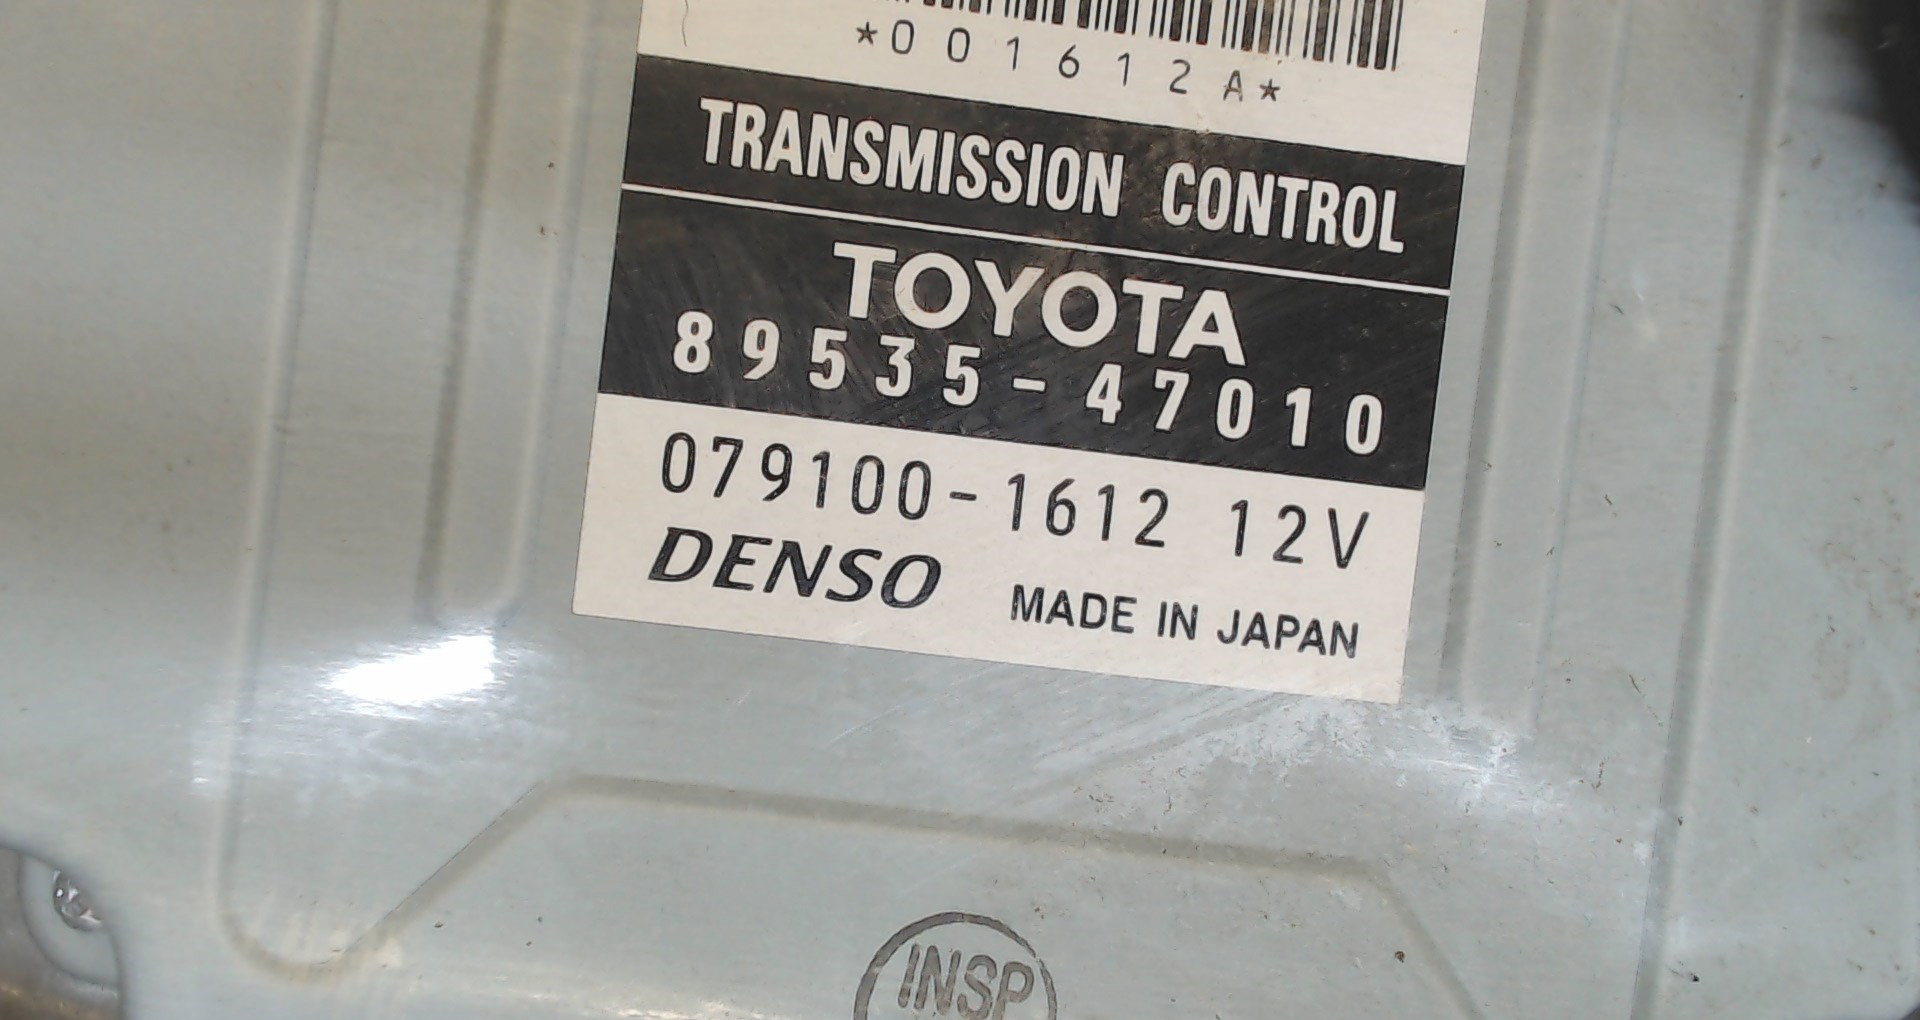 *001612A*
TRANSMISSION CONTROL
TOYOTA
89535-47010
079100-1612 12V
DENSO MADE IN JAPAN
INSP